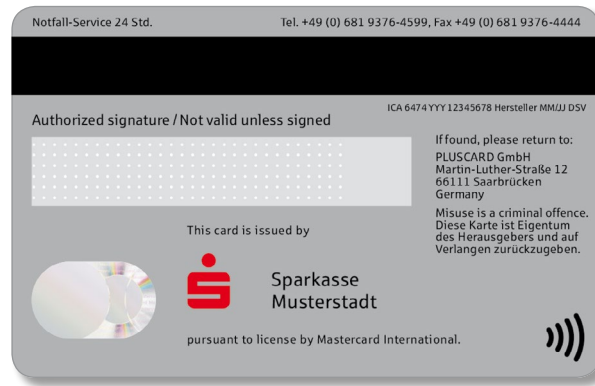 Notfall-Service 24 Std.
Tel. +49 (0) 681 9376-4599, Fax +49 (0) 681 9376-4444
ICA 6474 YYY 12345678 Hersteller MM/JJ DSV
Authorized signature / Not valid unless signed
If found, please return to:
PLUSCARD GmbH
Martin-Luther-Straße 12
66111 Saarbrücken
Germany
Misuse is a criminal offence.
Diese Karte ist Eigentum
des Herausgebers und auf
Verlangen zurückzugeben.
This card is issued by
Sparkasse
Musterstadt
pursuant to license by Mastercard International.